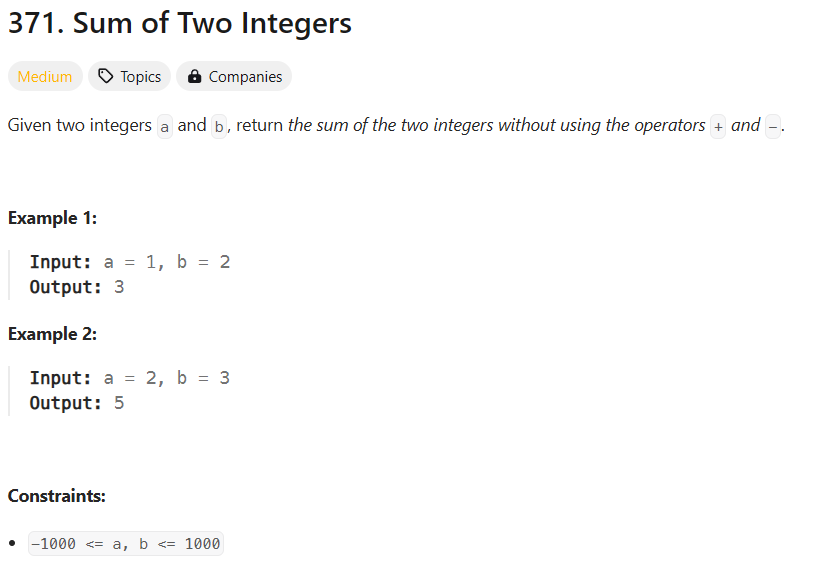 371. Sum of Two Integers
Medium Topics Companies
Given two integers a and b, return the sum of the two integers without using the operators + and -.
Example 1:
Input: a = 1, b = 2
Output: 3
Example 2:
Input: a = 2, b = 3
Output: 5
Constraints:
• -1000 <= a, b <= 1000